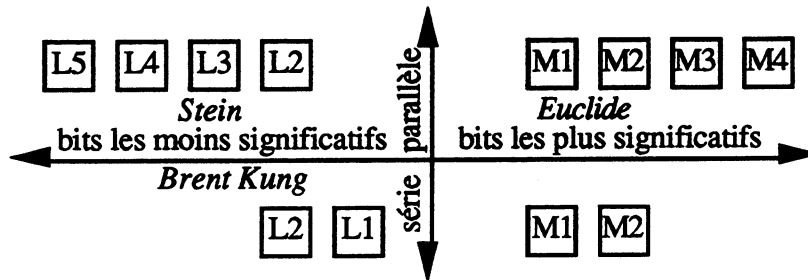 L5 L4 L3 L2 M1 M2 M3 M4
Stein Euclide
bits les moins significatifs bits les plus significatifs
parallèle
série
Brent Kung
L2 L1 M1 M2